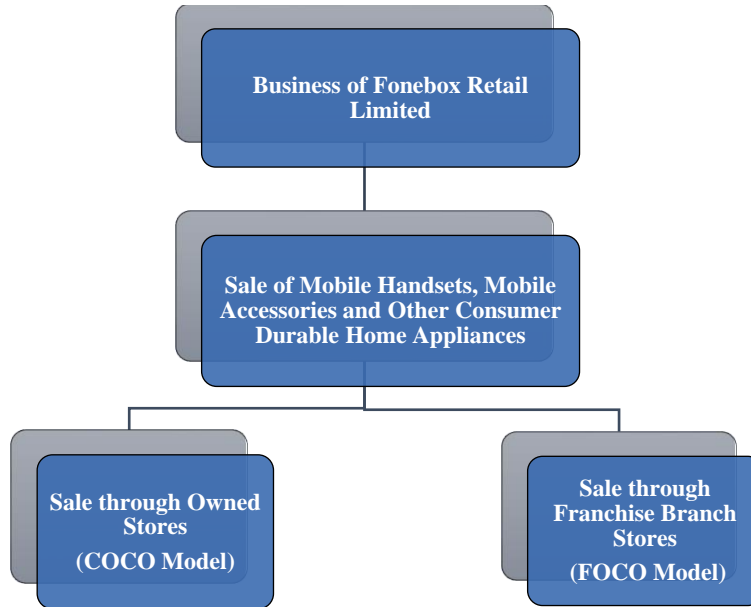 Business of Fonebox Retail
Limited
Sale of Mobile Handsets, Mobile
Accessories and Other Consumer
Durable Home Appliances
Sale through Owned
Stores
(COCO Model)
Sale through
Franchise Branch
Stores
(FOCO Model)